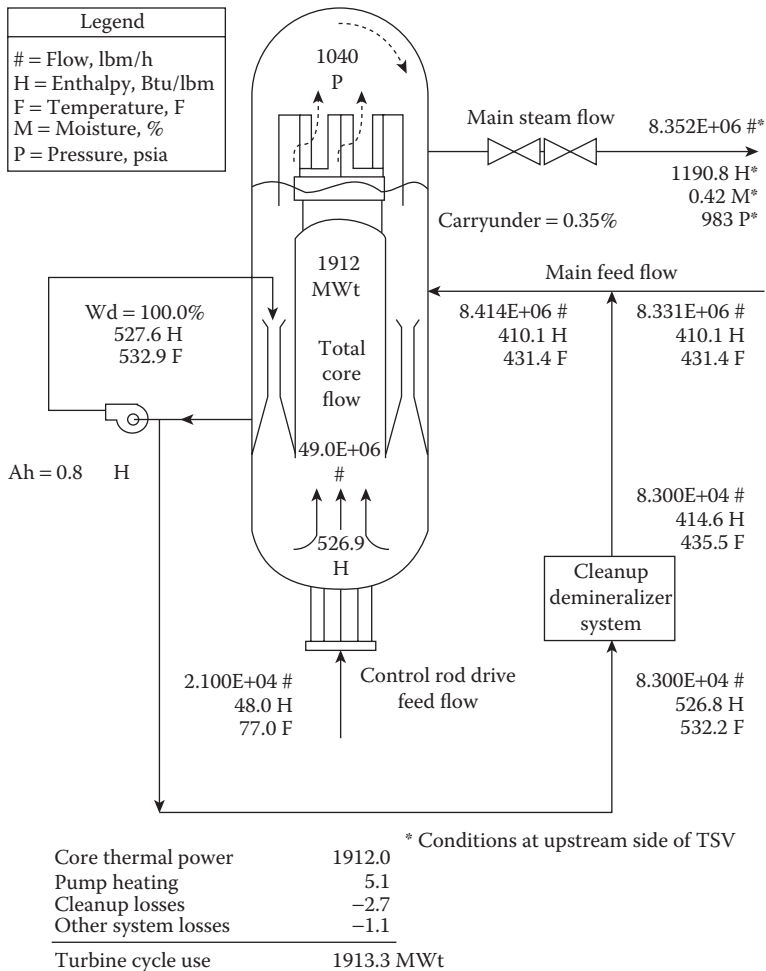 Legend
# = Flow, lbm/h
H = Enthalpy, Btu/lbm
F = Temperature, F
M = Moisture, %
P = Pressure, psia
1040
P
Main steam flow
8.352E+06 #*
1190.8 H*
0.42 M*
983 P*
Carryunder = 0.35%
1912
MWt
Main feed flow
Wd = 100.0%
527.6 H
532.9 F
8.414E+06 #
410.1 H
431.4 F
8.331E+06 #
410.1 H
431.4 F
Total
core
flow
49.0E+06
#
Ah = 0.8 H
526.9
H
8.300E+04 #
414.6 H
435.5 F
Cleanup
demineralizer
system
2.100E+04 #
48.0 H
77.0 F
Control rod drive
feed flow
8.300E+04 #
526.8 H
532.2 F
* Conditions at upstream side of TSV
Core thermal power 1912.0
Pump heating 5.1
Cleanup losses −2.7
Other system losses −1.1
Turbine cycle use 1913.3 MWt